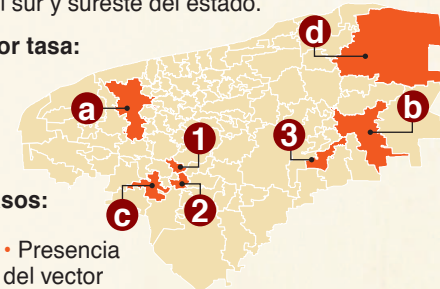 l sur y sureste del estado.
or tasa:
d
a
b
1
3
c
2
sos:
• Presencia
del vector